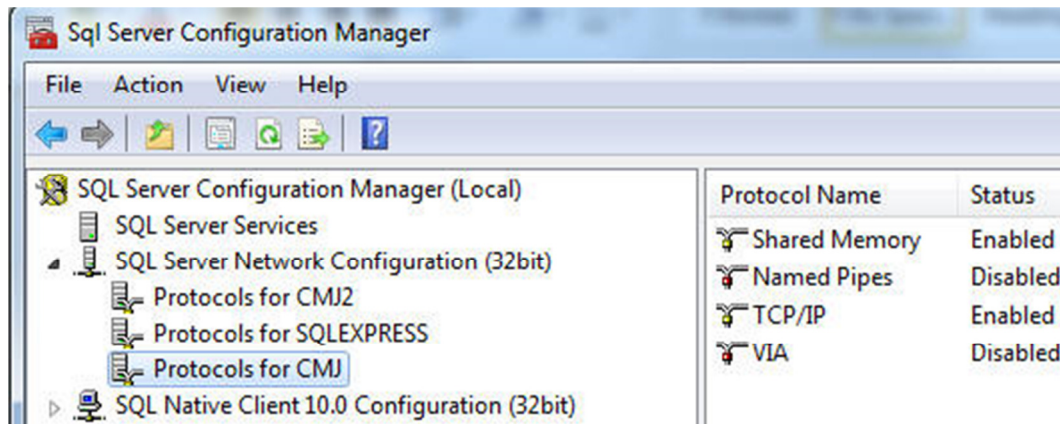 Sql Server Configuration Manager
File Action View Help
SQL Server Configuration Manager (Local)
SQL Server Services
SQL Server Network Configuration (32bit)
Protocols for CMJ2
Protocols for SQLEXPRESS
Protocols for CMJ
SQL Native Client 10.0 Configuration (32bit)
Protocol Name Status
Shared Memory Enabled
Named Pipes Disabled
TCP/IP Enabled
VIA Disabled